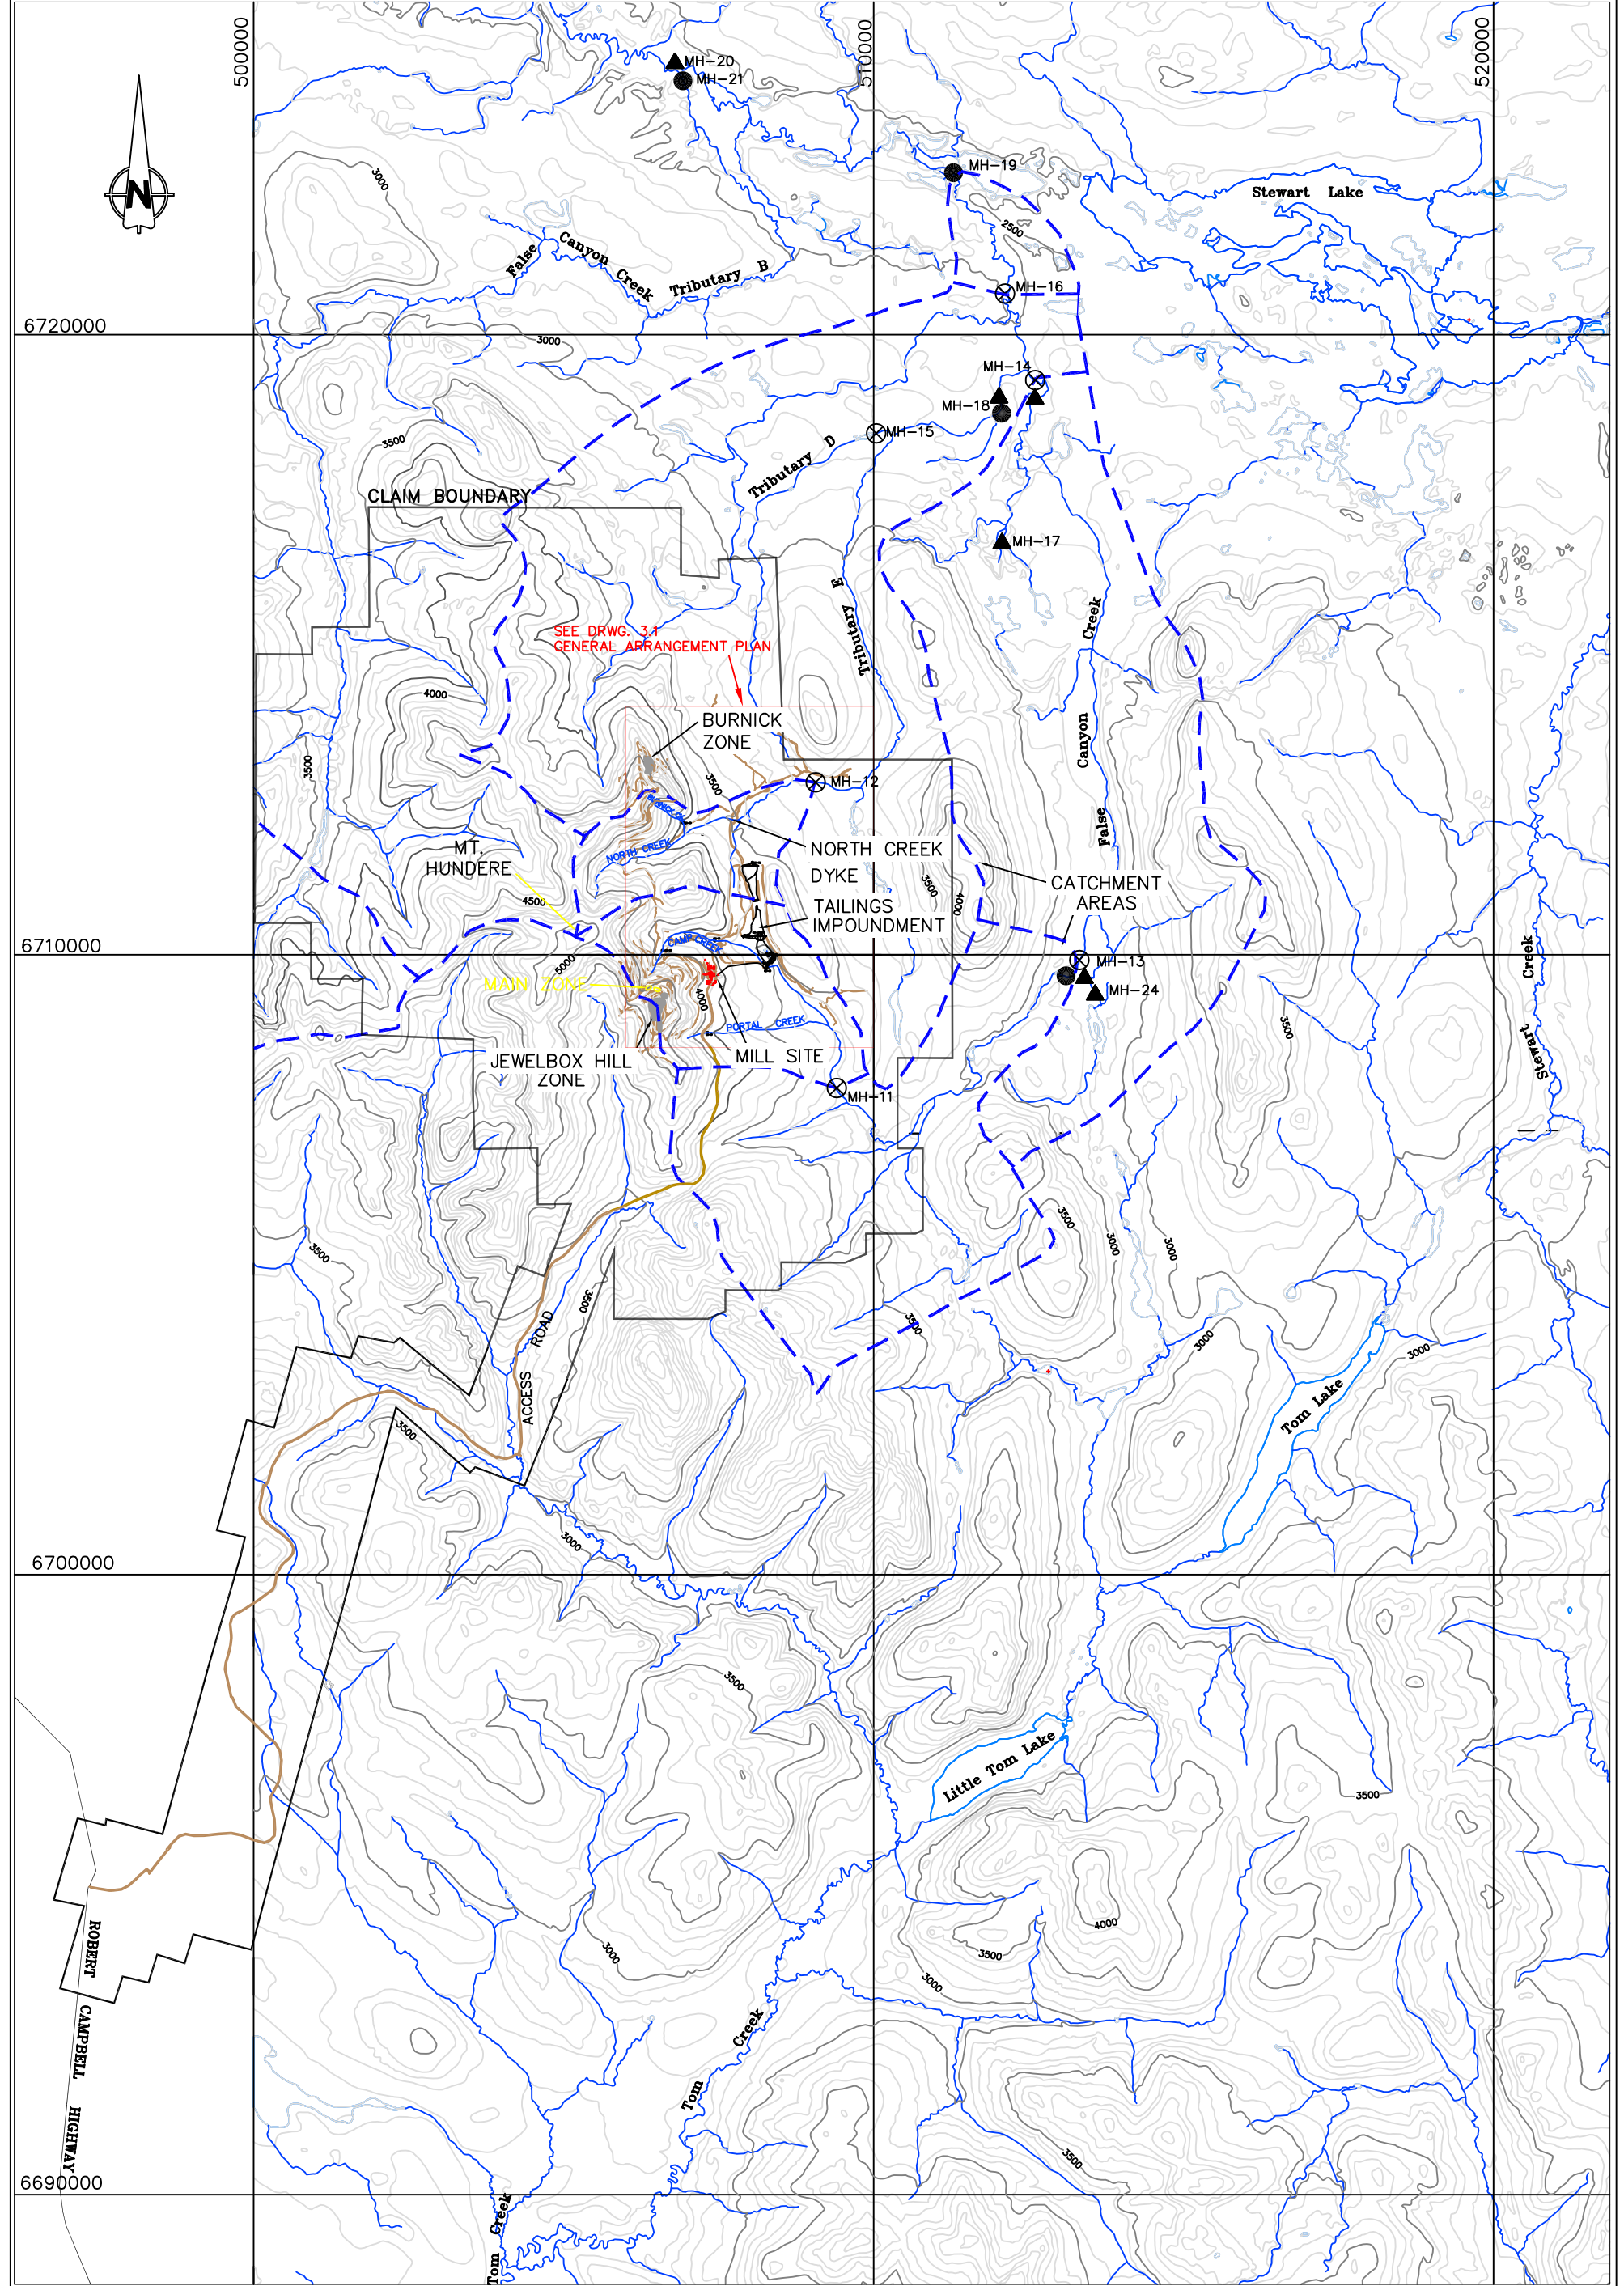 500000
510000
520000
MH-20
MH-21
MH-19
N
3000
Stewart Lake
2500
False
Canyon Creek
Tributary B
MH-16
6720000
3000
MH-14
MH-18
MH-15
3500
Tributary D
CLAIM BOUNDARY
MH-17
Tributary E
Creek
SEE DRWG. 3.1
GENERAL ARRANGEMENT PLAN
4000
BURNICK
ZONE
Canyon
3500
3500
MH-12
False
NORTH CREEK
MT.
HUNDERE
NORTH CREEK
DYKE
3500
4000
CATCHMENT
AREAS
4500
TAILINGS
IMPOUNDMENT
CAMP CREEK
6710000
5000
MH-13
MAIN ZONE
4000
MH-24
Creek
3500
PORTAL CREEK
JEWELBOX HILL
ZONE
MILL SITE
MH-11
Stewart
3500
3500
3000
3000
3500
ROAD
3500
3000
3000
ACCESS
Tom Lake
3500
3000
6700000
3500
Little Tom Lake
3500
4000
3500
3000
3000
ROBERT
CAMPBELL
HIGHWAY
Creek
Tom
3500
6690000
Creek
Tom